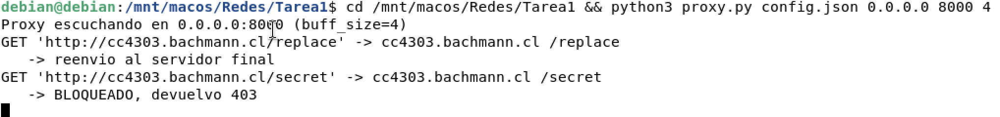 debian@debian:/mnt/macos/Redes/Tarea1$ cd /mnt/macos/Redes/Tarea1 && python3 proxy.py config.json 0.0.0.0 8000 4
Proxy escuchando en 0.0.0.0:8000 (buff_size=4)
GET 'http://cc4303.bachmann.cl/replace' -> cc4303.bachmann.cl /replace
   -> reenvio al servidor final
GET 'http://cc4303.bachmann.cl/secret' -> cc4303.bachmann.cl /secret
   -> BLOQUEADO, devuelvo 403